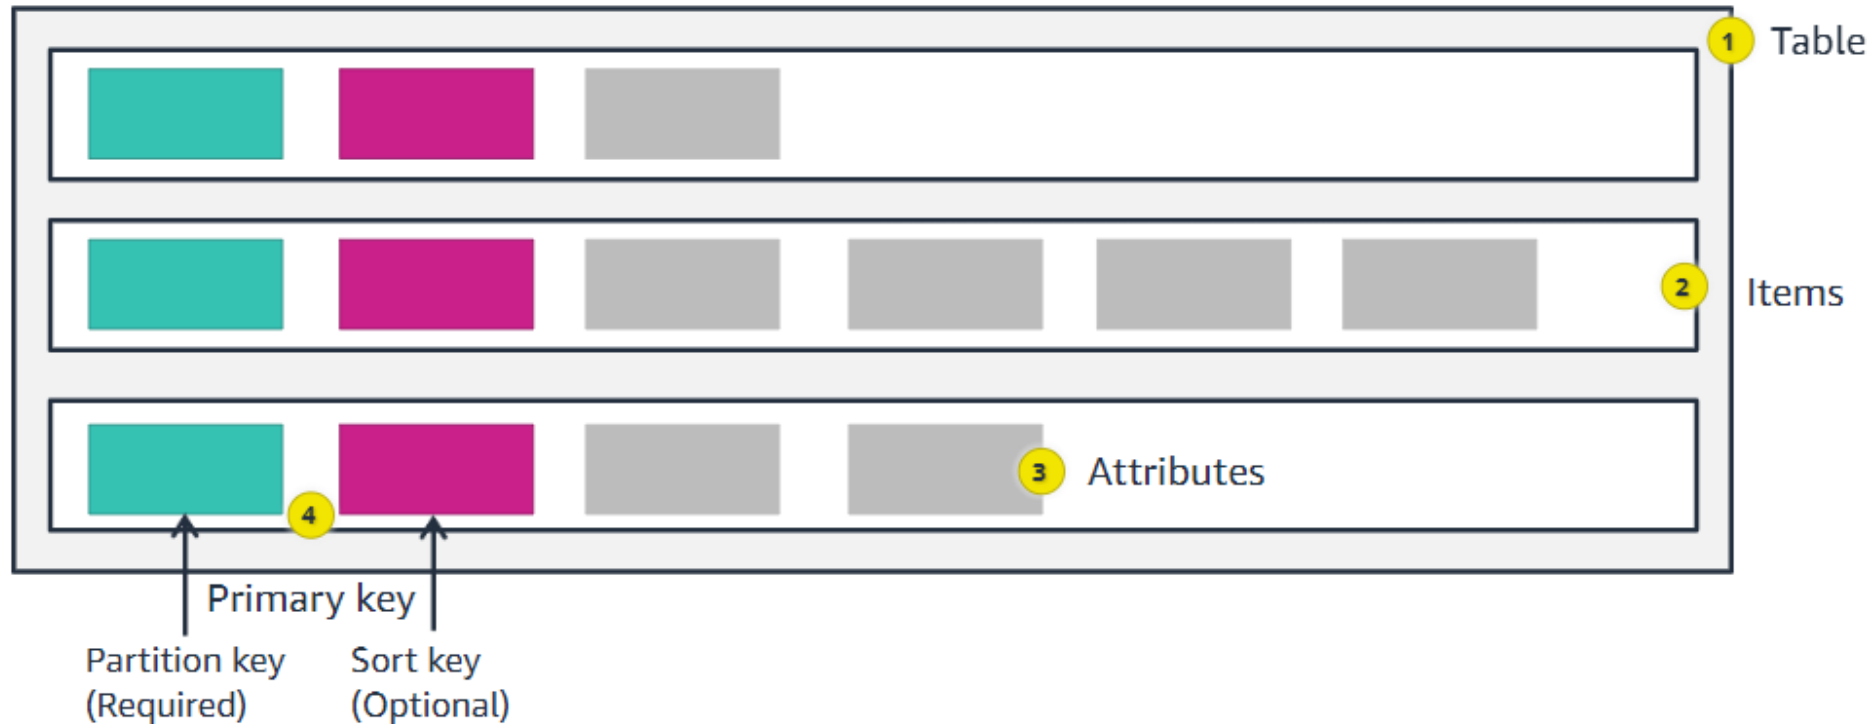 1 Table
2 Items
3 Attributes
4
Primary key
Partition key
(Required)
Sort key
(Optional)